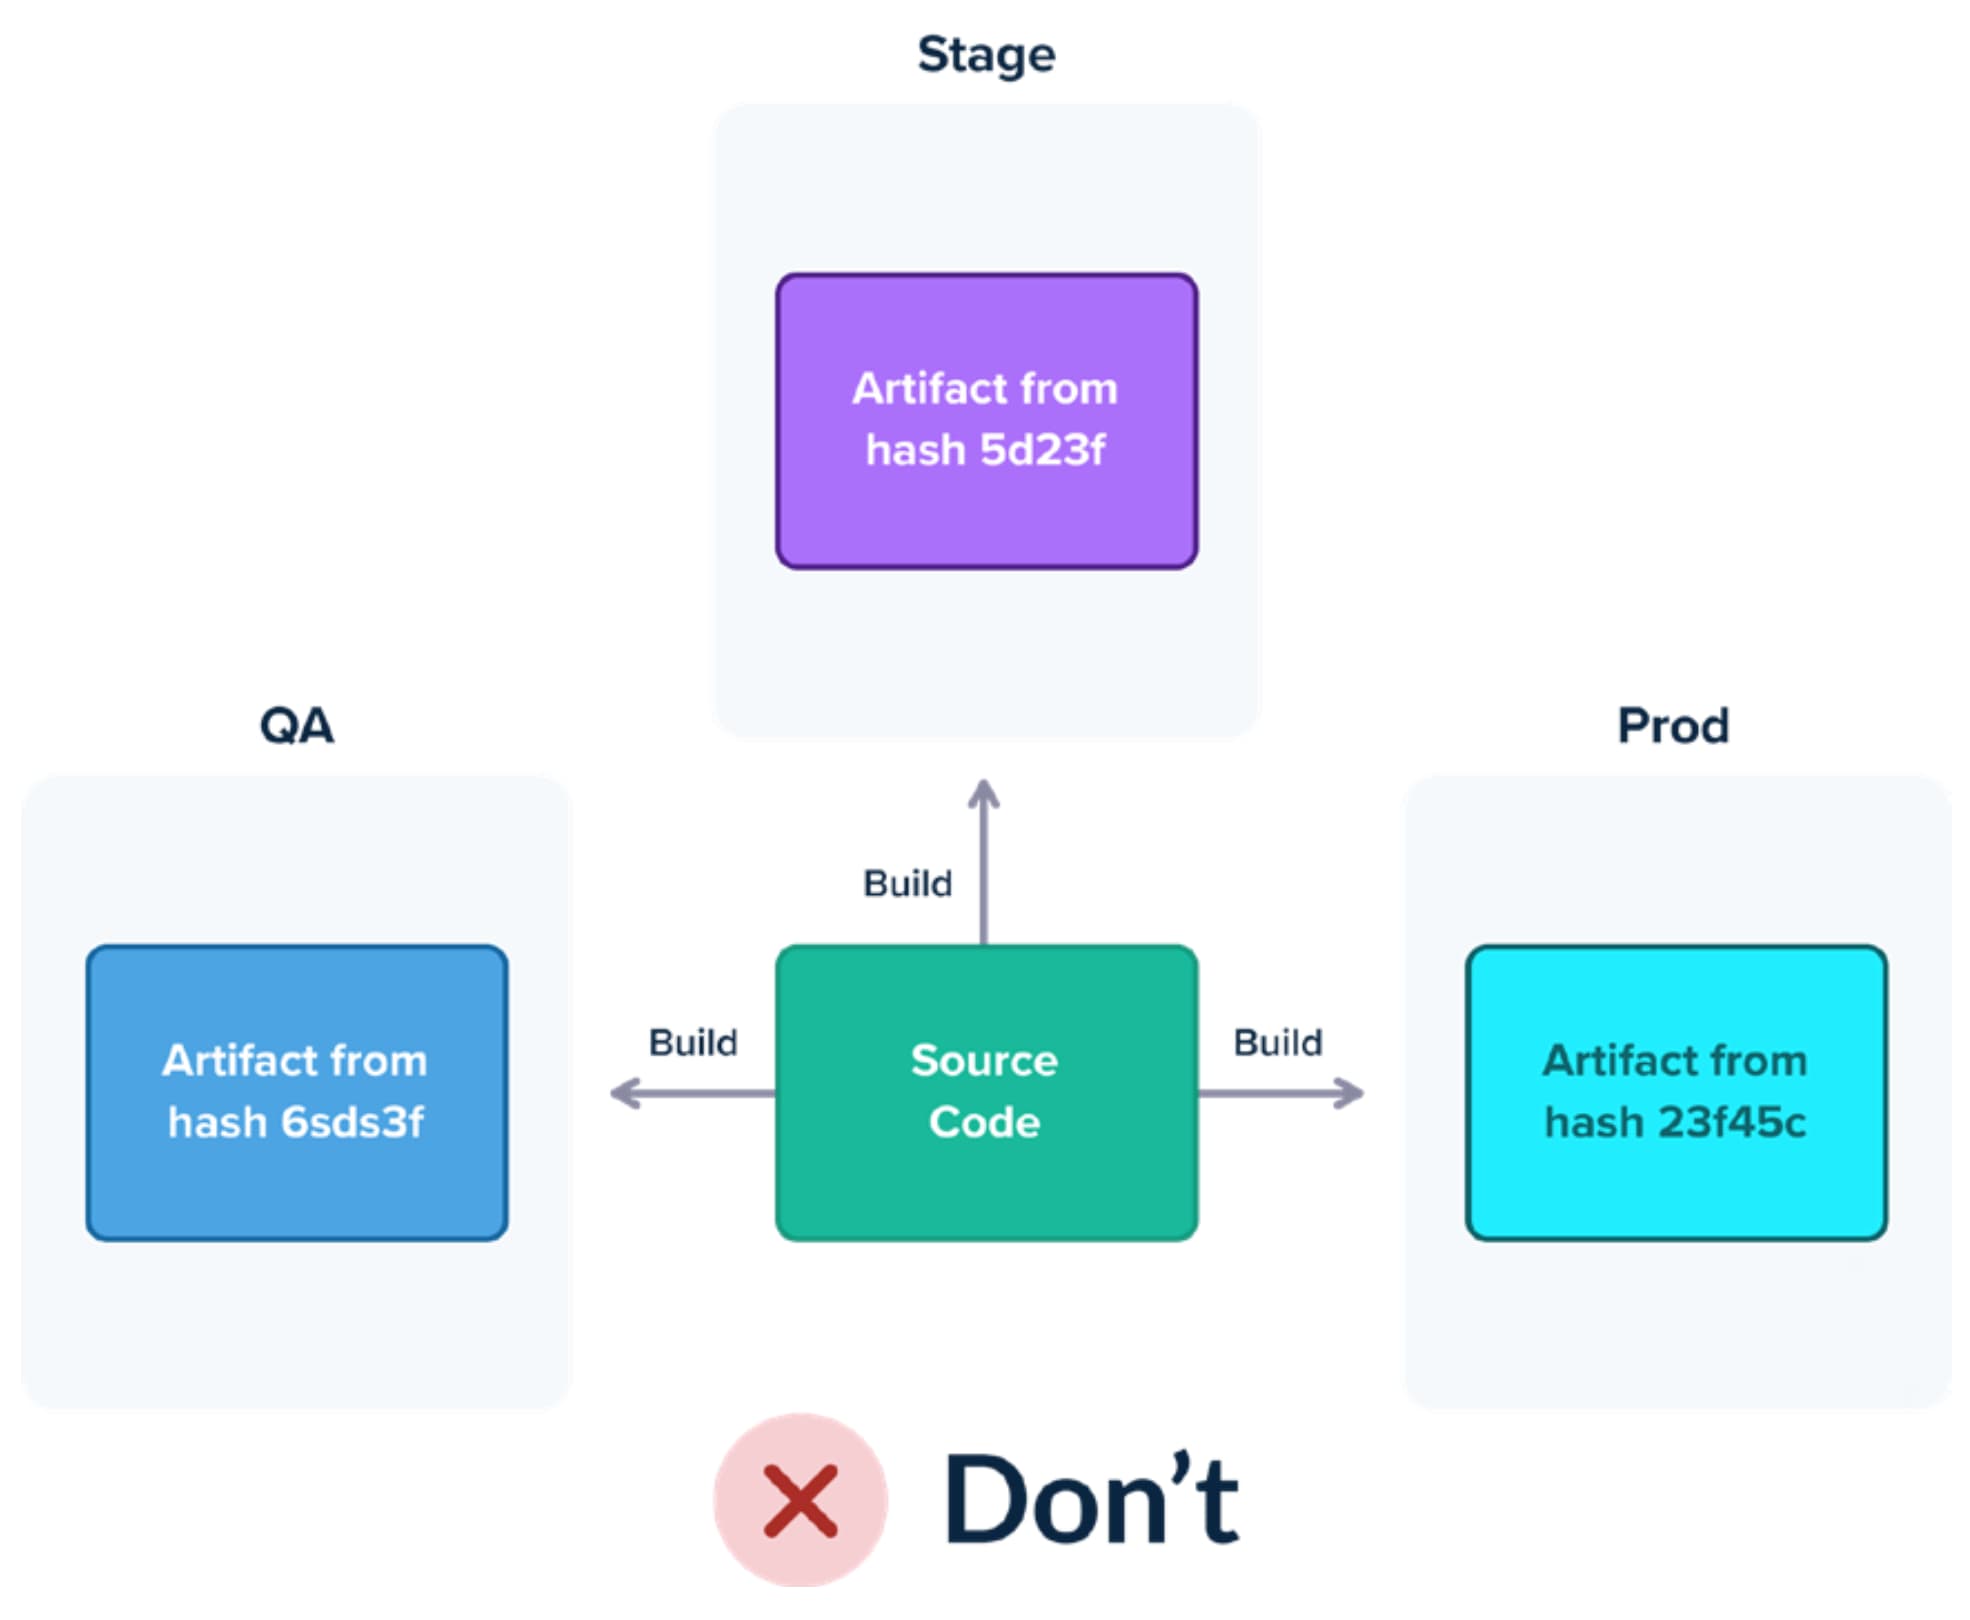 Stage
Artifact from
hash 5d23f
QA
Prod
Build
Artifact from
hash 6sds3f
Build
Source
Code
Build
Artifact from
hash 23f45c
Don’t